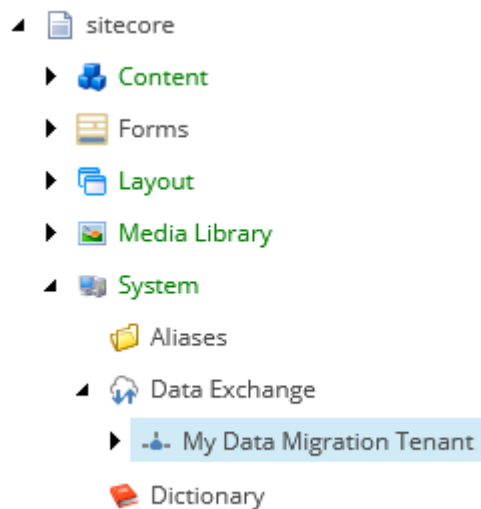 sitecore
Content
Forms
Layout
Media Library
System
Aliases
Data Exchange
My Data Migration Tenant
Dictionary